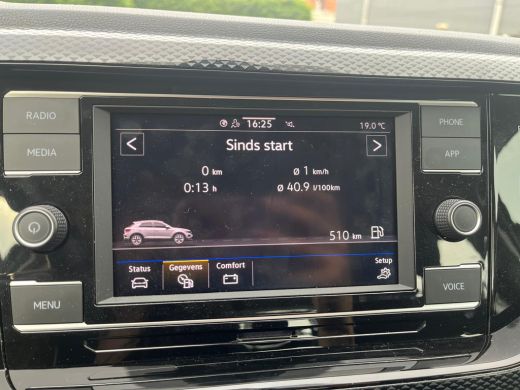 RADIO
MEDIA
MENU
16:25
19.0 °C
Sinds start
< >
0 km
Ø 1 km/h
0:13 h
Ø 40.9 l/100km
510 km
Status Gegevens Comfort Setup
PHONE
APP
VOICE